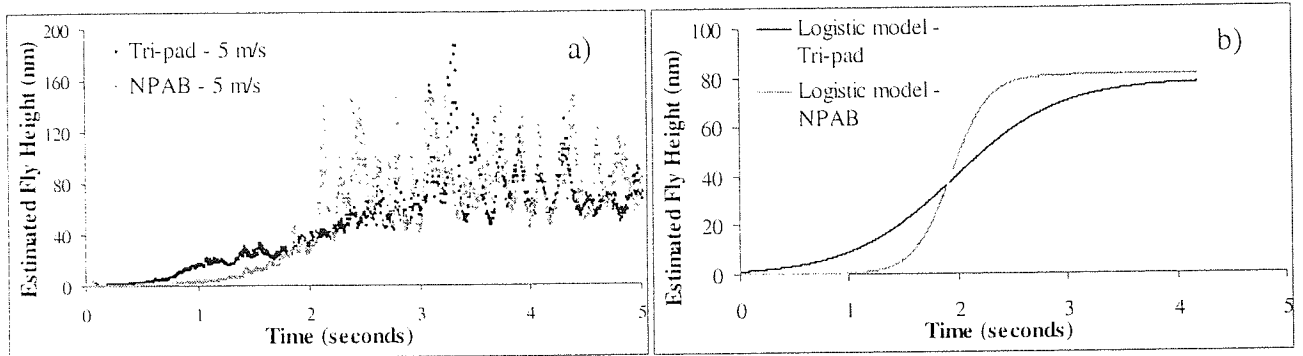 a)
Tri-pad - 5 m/s
NPAB - 5 m/s
Estimated Fly Height (nm)
200
160
120
80
40
0
0 1 2 3 4 5
Time (seconds)
b)
Logistic model -
Tri-pad
Logistic model -
NPAB
Estimated Fly Height (nm)
100
80
60
40
20
0
0 1 2 3 4 5
Time (seconds)